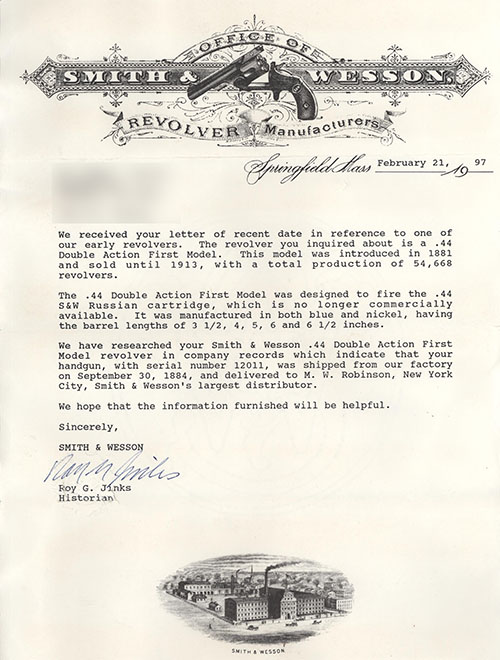 OFFICE OF
SMITH & WESSON.
REVOLVER Manufacturers
Springfield Mass February 21, 1997
We received your letter of recent date in reference to one of
our early revolvers. The revolver you inquired about is a .44
Double Action First Model. This model was introduced in 1881
and sold until 1913, with a total production of 54,668
revolvers.
The .44 Double Action First Model was designed to fire the .44
S&W Russian cartridge, which is no longer commercially
available. It was manufactured in both blue and nickel, having
the barrel lengths of 3 1/2, 4, 5, 6 and 6 1/2 inches.
We have researched your Smith & Wesson .44 Double Action First
Model revolver in company records which indicate that your
handgun, with serial number 12011, was shipped from our factory
on September 30, 1884, and delivered to M. W. Robinson, New York
City, Smith & Wesson's largest distributor.
We hope that the information furnished will be helpful.
Sincerely,
SMITH & WESSON
Roy G. Jinks
Roy G. Jinks
Historian
SMITH & WESSON